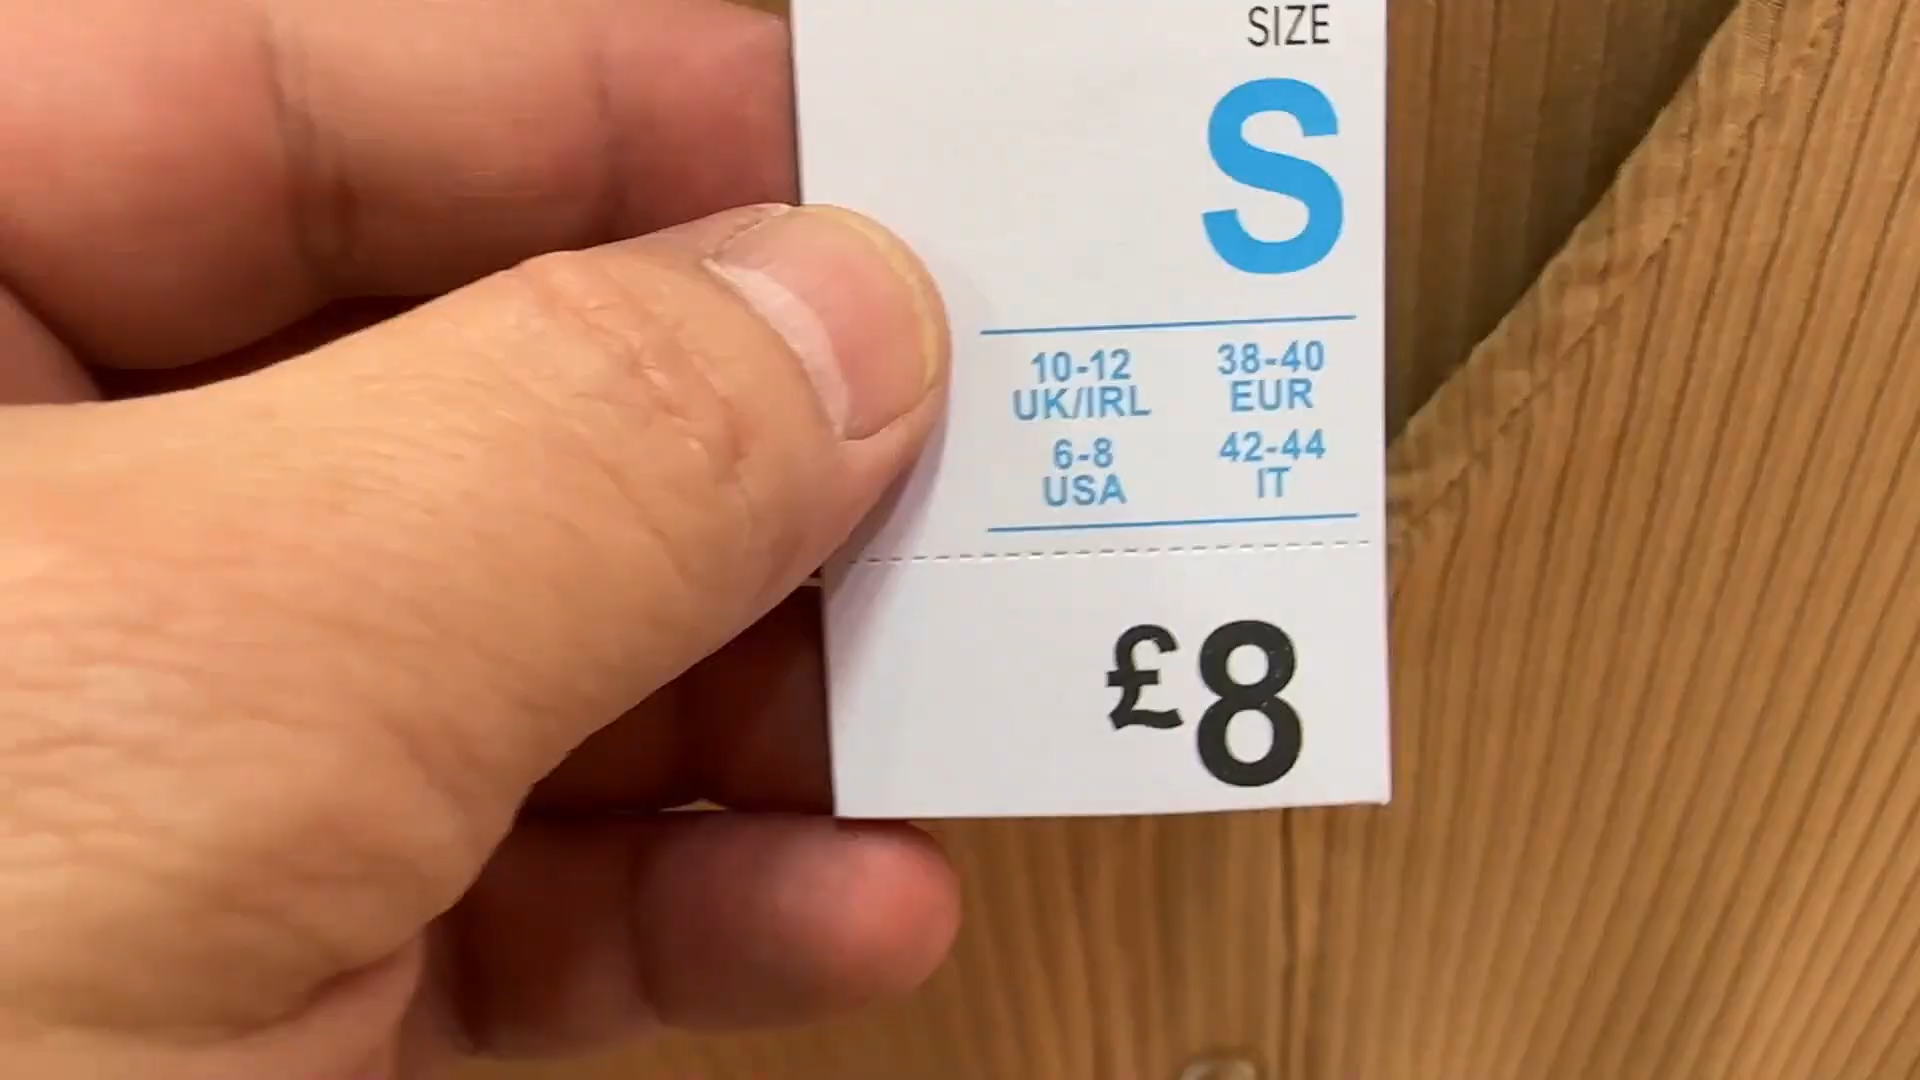 SIZE
S
10-12 38-40
UK/IRL EUR
6-8 42-44
USA IT
£8